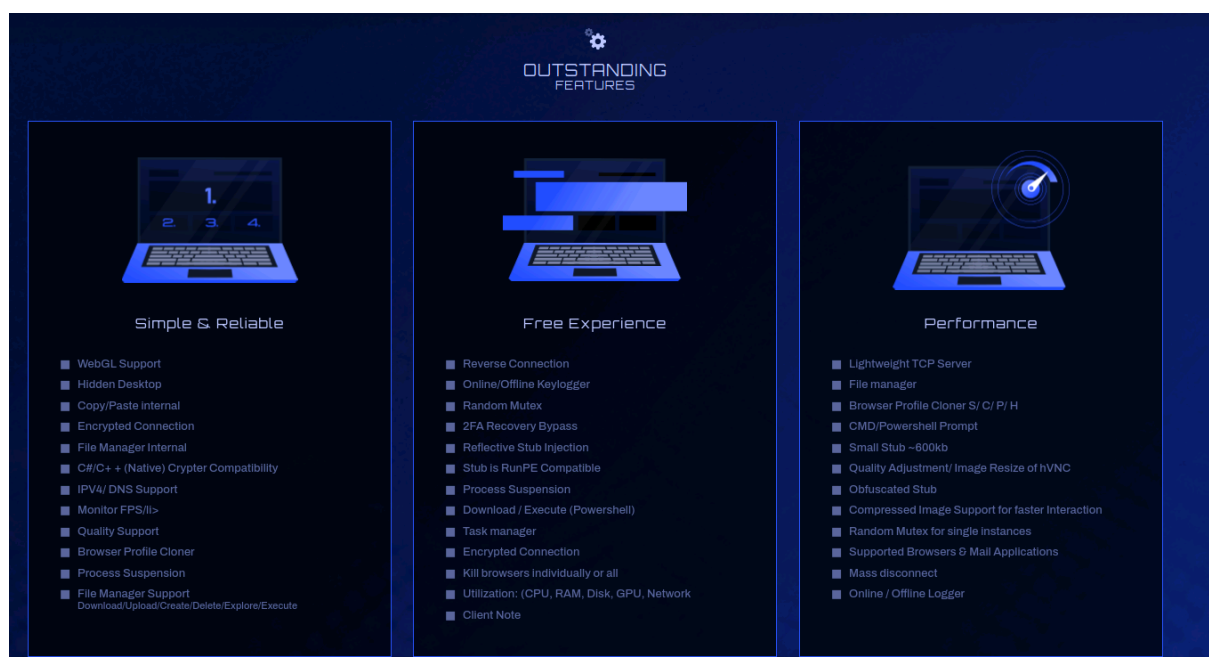 OUTSTANDING
FEATURES
1.
2. 3. 4.
Simple & Reliable
WebGL Support
Hidden Desktop
Copy/Paste internal
Encrypted Connection
File Manager Internal
C#/C+ + (Native) Crypter Compatibility
IPV4/ DNS Support
Monitor FPS/li>
Quality Support
Browser Profile Cloner
Process Suspension
File Manager Support
Download/Upload/Create/Delete/Explore/Execute
Free Experience
Reverse Connection
Online/Offline Keylogger
Random Mutex
2FA Recovery Bypass
Reflective Stub Injection
Stub is RunPE Compatible
Process Suspension
Download / Execute (Powershell)
Task manager
Encrypted Connection
Kill browsers individually or all
Utilization: (CPU, RAM, Disk, GPU, Network
Client Note
Performance
Lightweight TCP Server
File manager
Browser Profile Cloner S/ C/ P/ H
CMD/Powershell Prompt
Small Stub ~600kb
Quality Adjustment/ Image Resize of hVNC
Obfuscated Stub
Compressed Image Support for faster Interaction
Random Mutex for single instances
Supported Browsers & Mail Applications
Mass disconnect
Online / Offline Logger